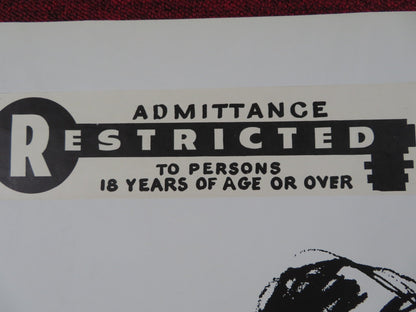 ADMITTANCE
RESTRICTED
TO PERSONS
18 YEARS OF AGE OR OVER